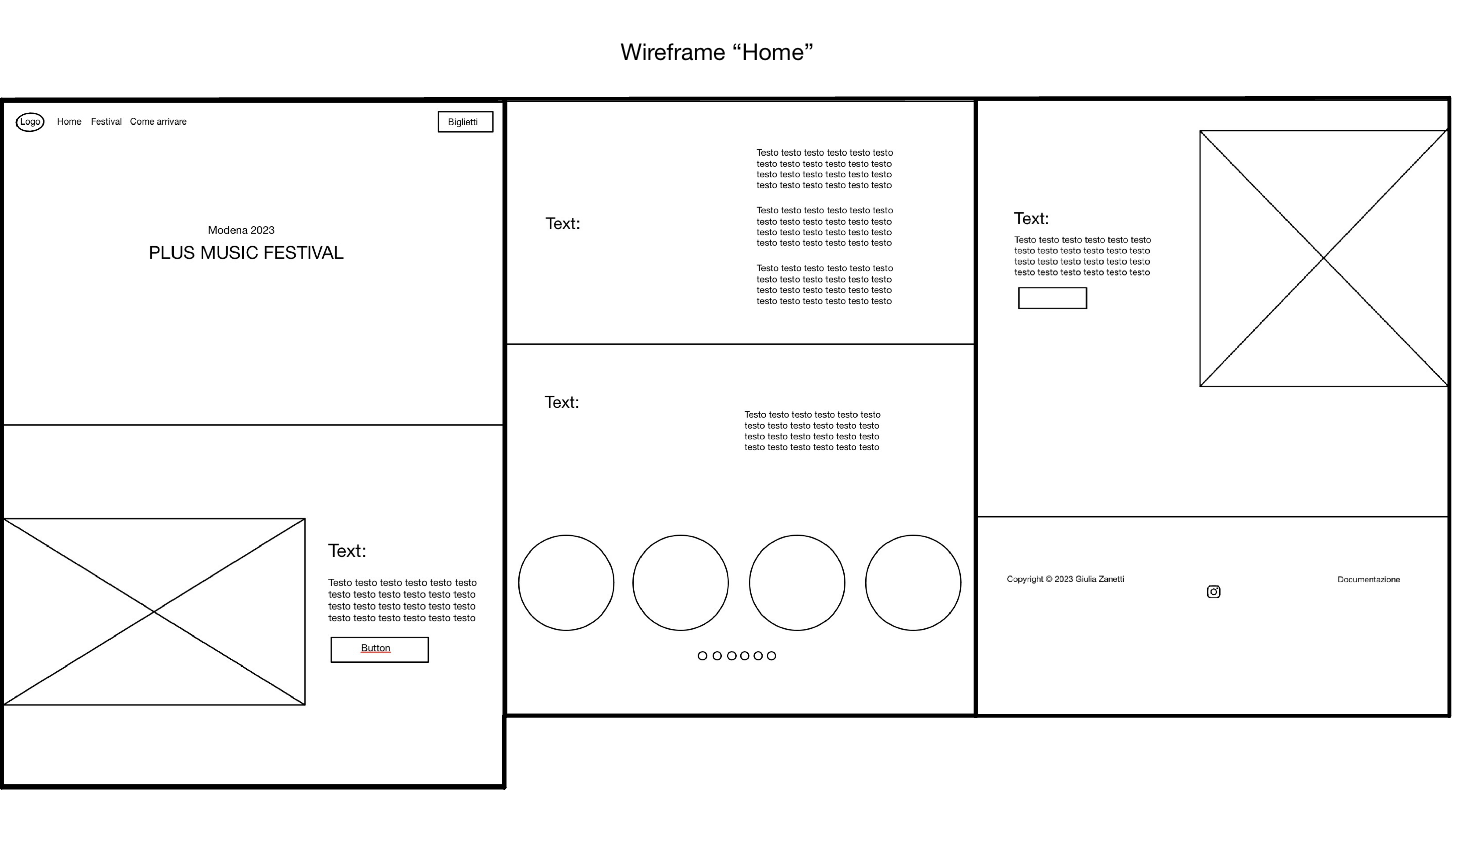 Wireframe “Home”
Logo Home Festival Come arrivare Biglietti
Modena 2023
PLUS MUSIC FESTIVAL
Text:
Testo testo testo testo testo testo
testo testo testo testo testo testo
testo testo testo testo testo testo
testo testo testo testo testo testo
Button
Text:
Testo testo testo testo testo testo
testo testo testo testo testo testo
testo testo testo testo testo testo
testo testo testo testo testo testo
Testo testo testo testo testo testo
testo testo testo testo testo testo
testo testo testo testo testo testo
testo testo testo testo testo testo
Testo testo testo testo testo testo
testo testo testo testo testo testo
testo testo testo testo testo testo
testo testo testo testo testo testo
Text:
Testo testo testo testo testo testo
testo testo testo testo testo testo
testo testo testo testo testo testo
testo testo testo testo testo testo
Text:
Testo testo testo testo testo testo
testo testo testo testo testo testo
testo testo testo testo testo testo
testo testo testo testo testo testo
Copyright © 2023 Giulia Zanetti
Documentazione